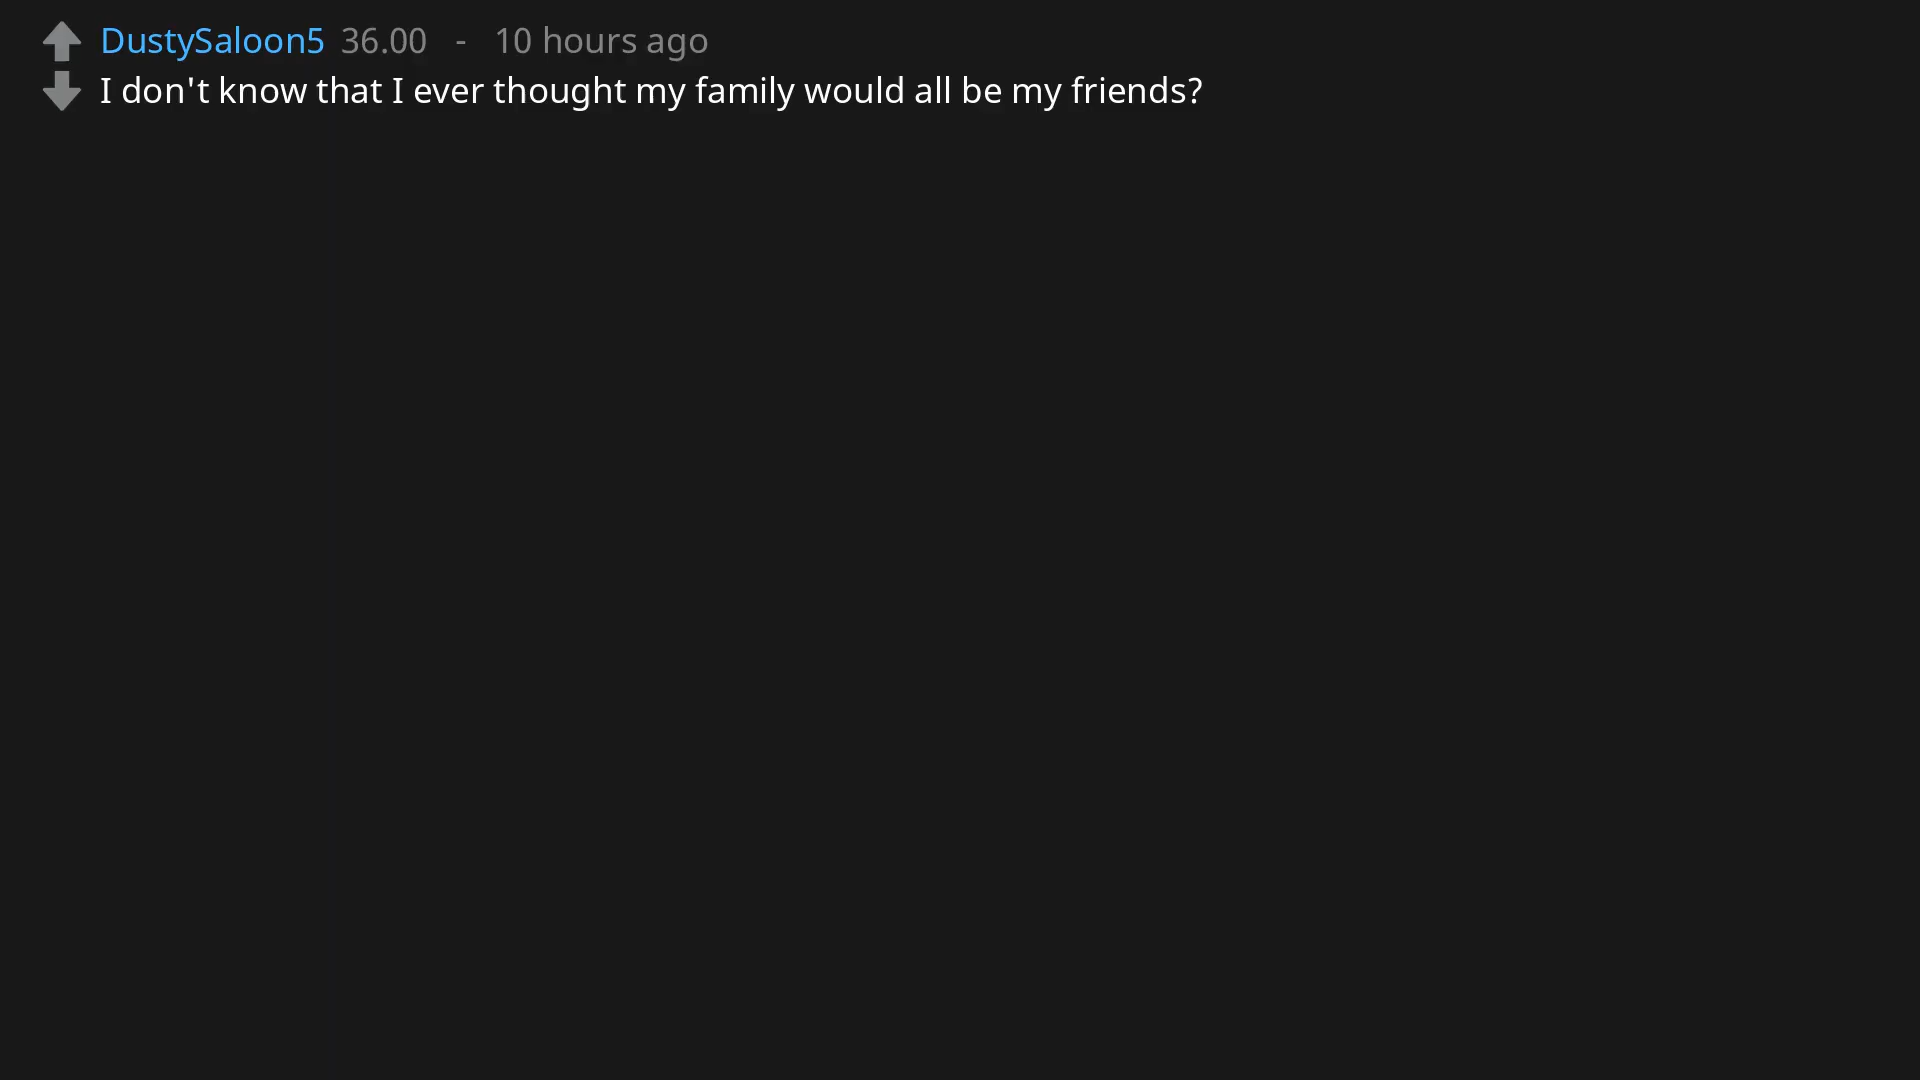 DustySaloon5 36.00 - 10 hours ago
I don't know that I ever thought my family would all be my friends?